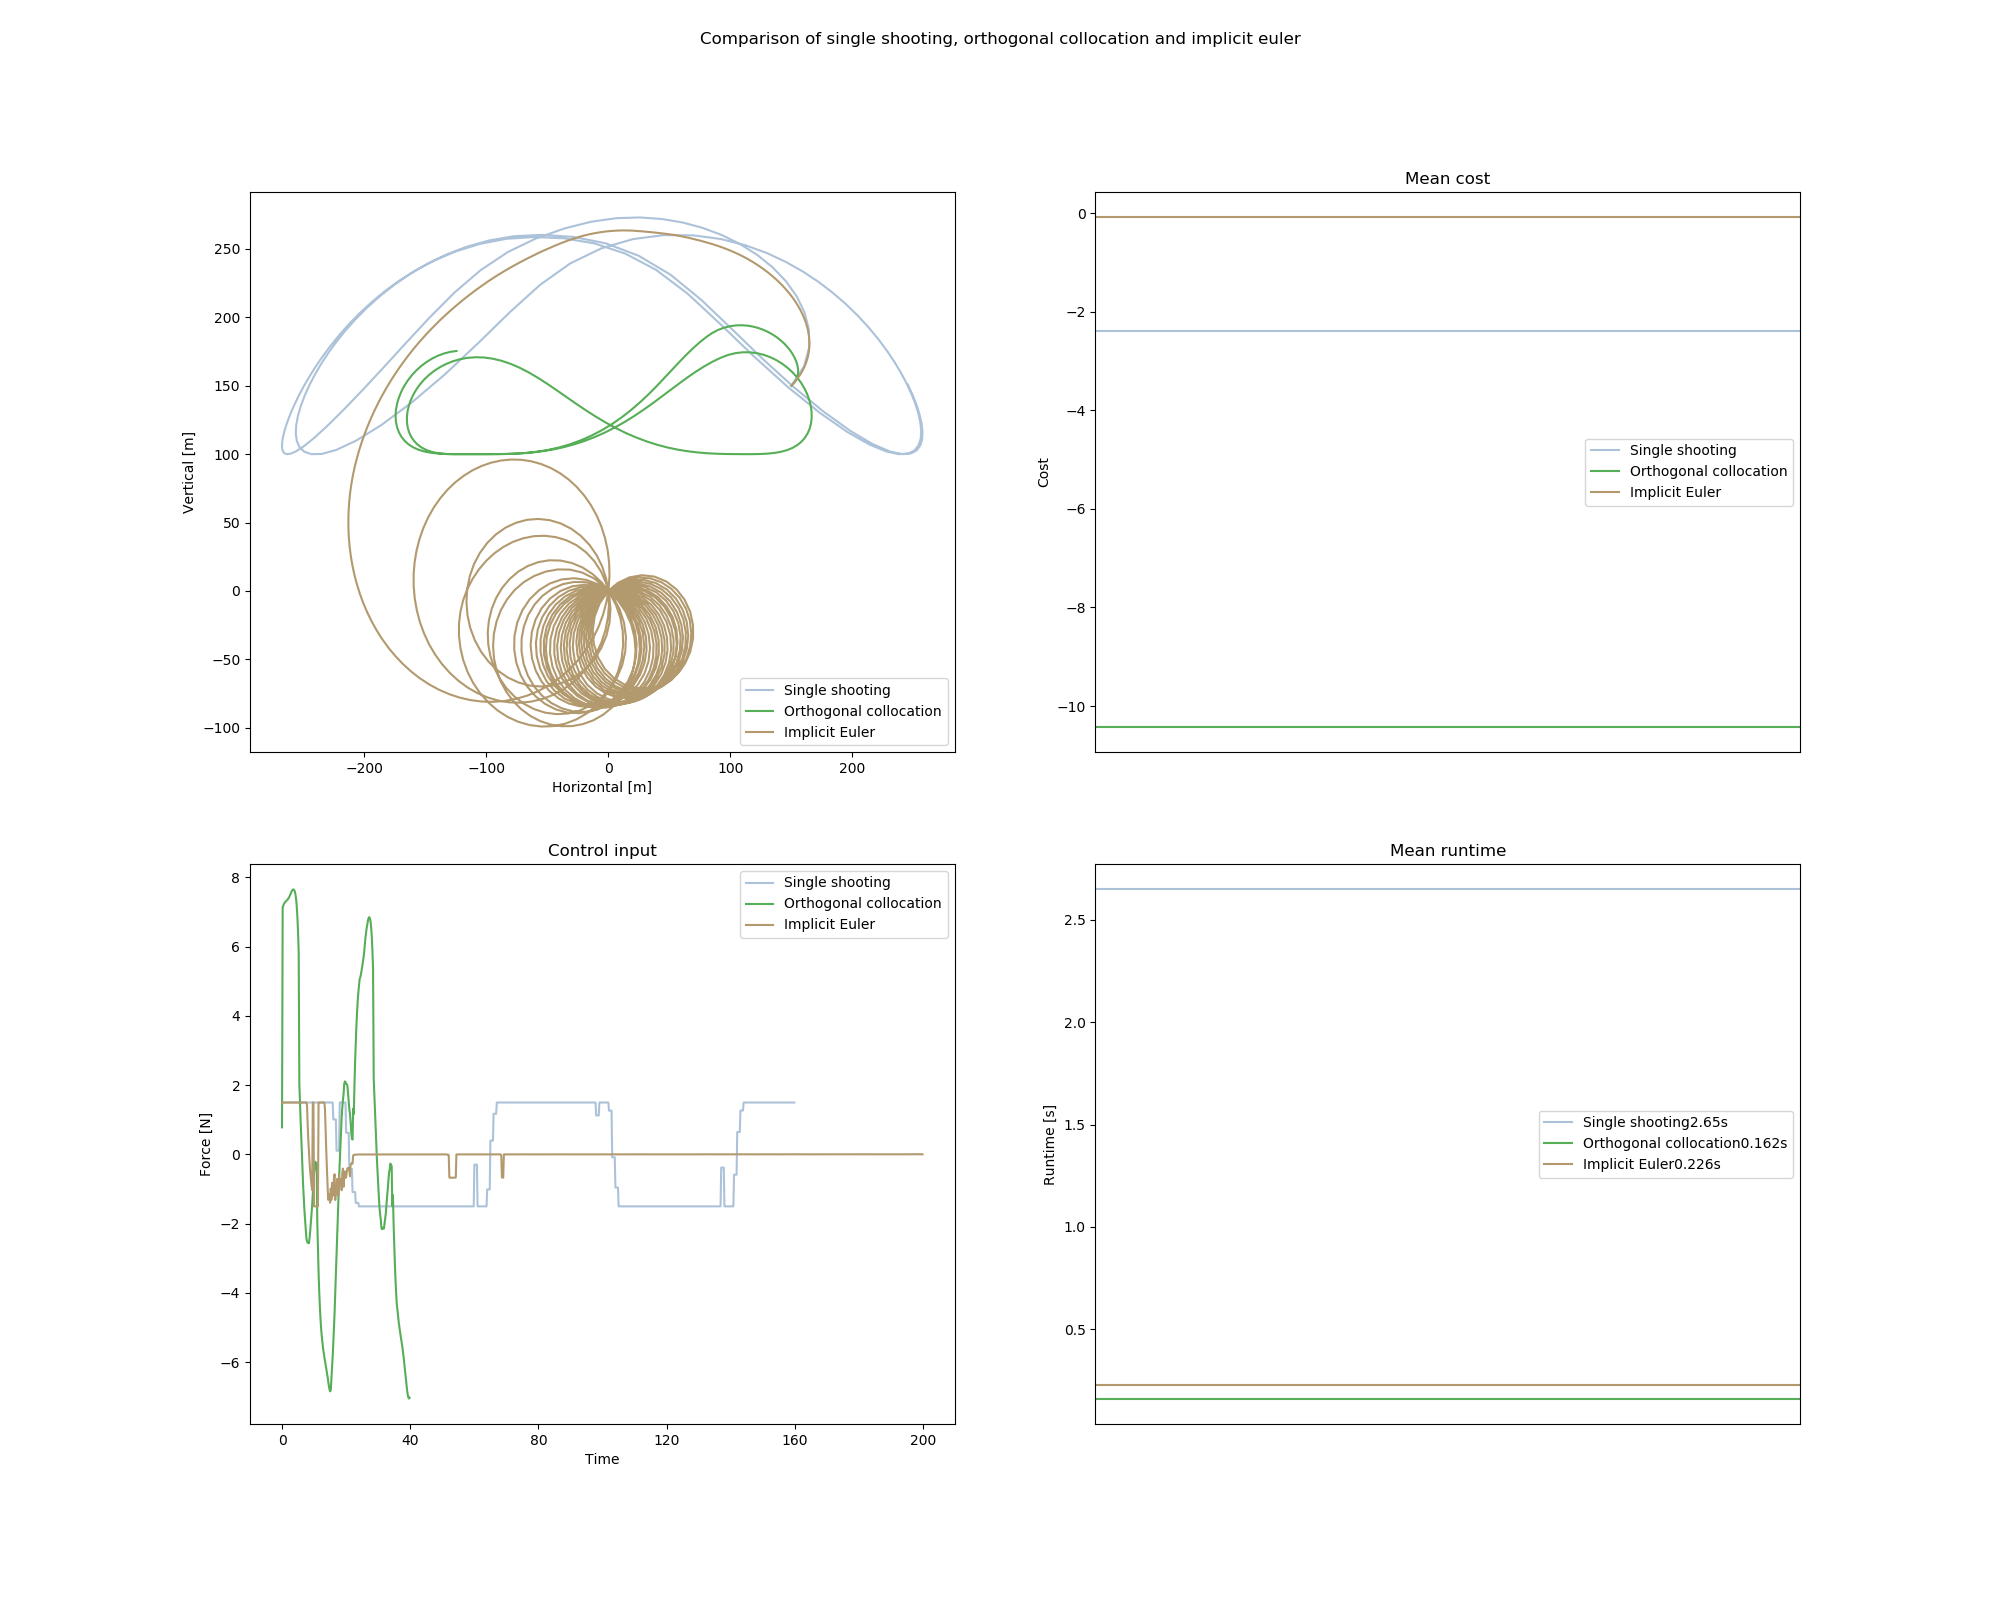 Comparison of single shooting, orthogonal collocation and implicit euler
250
200
150
100
50
0
−50
−100
Vertical [m]
−200
−100
0
100
200
Horizontal [m]
Single shooting
Orthogonal collocation
Implicit Euler
Mean cost
0
−2
−4
−6
−8
−10
Cost
Single shooting
Orthogonal collocation
Implicit Euler
Control input
8
6
4
2
0
−2
−4
−6
Force [N]
0
40
80
120
160
200
Time
Single shooting
Orthogonal collocation
Implicit Euler
Mean runtime
2.5
2.0
1.5
1.0
0.5
Runtime [s]
Single shooting2.65s
Orthogonal collocation0.162s
Implicit Euler0.226s